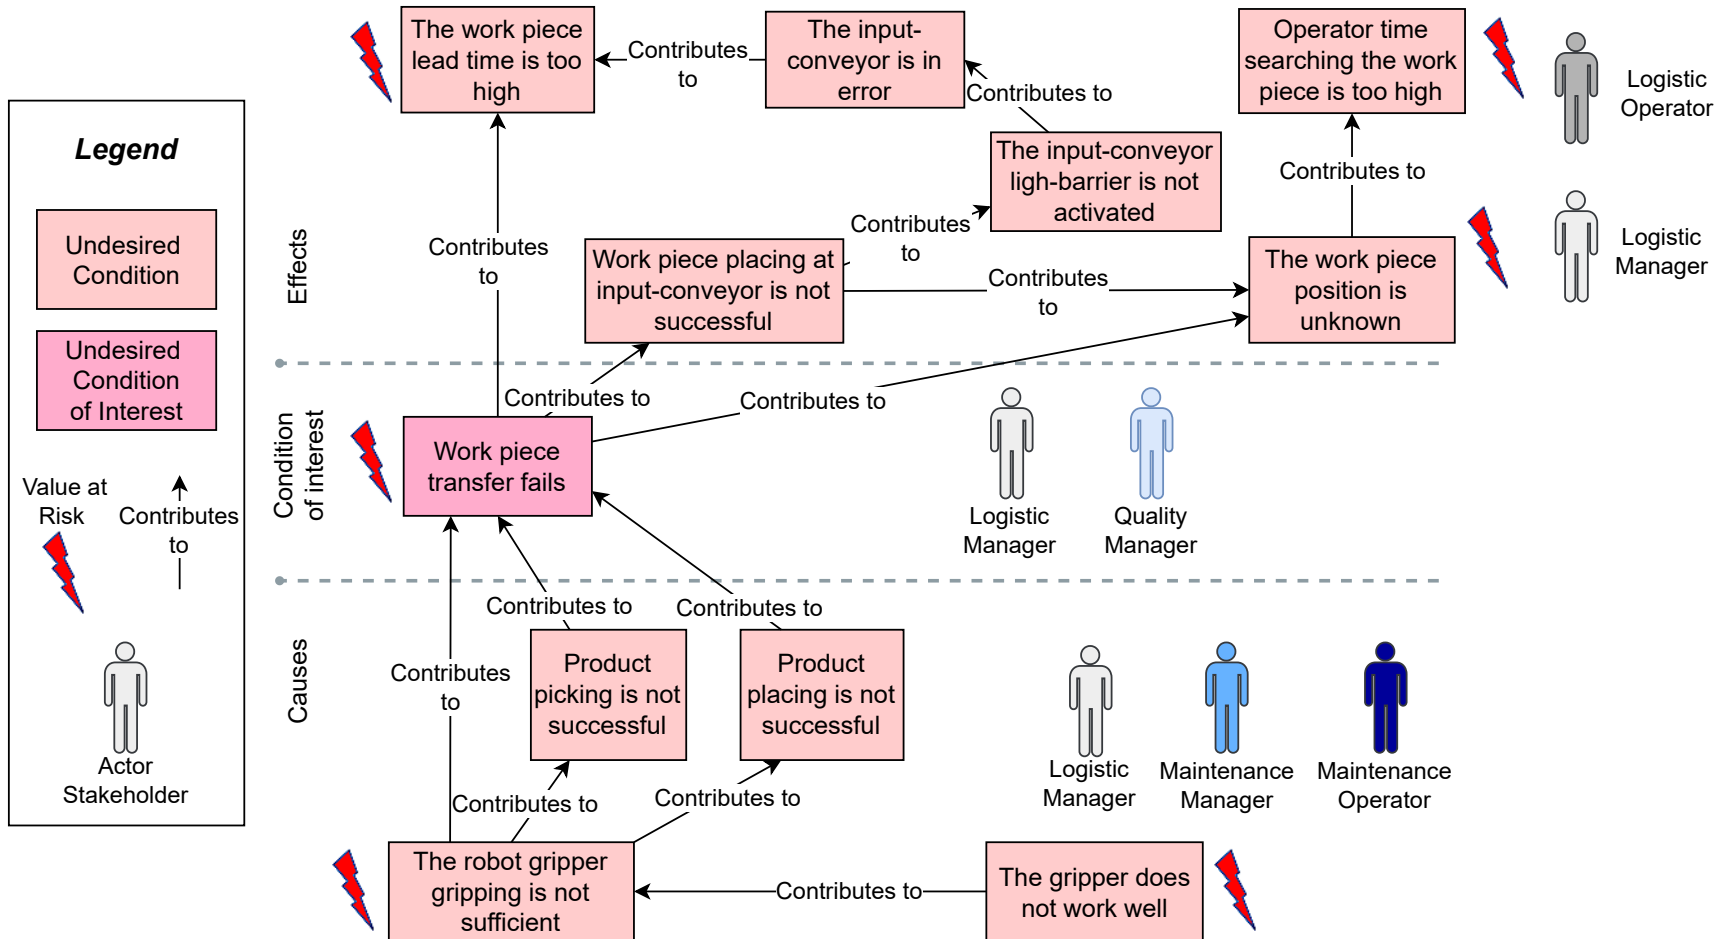 Legend
Undesired
Condition
Undesired
Condition
of Interest
Value at
Risk
Contributes
to
Actor
Stakeholder
Effects
Condition
of interest
Causes
The work piece
lead time is too
high
Contributes
to
The input-
conveyor is in
error
Contributes to
Operator time
searching the work
piece is too high
Logistic
Operator
The input-conveyor
ligh-barrier is not
activated
Contributes to
Contributes
to
Contributes
to
Work piece placing at
input-conveyor is not
successful
Contributes
to
The work piece
position is
unknown
Logistic
Manager
Contributes to
Contributes to
Work piece
transfer fails
Logistic
Manager
Quality
Manager
Contributes to
Contributes to
Contributes
to
Product
picking is not
successful
Product
placing is not
successful
Logistic
Manager
Maintenance
Manager
Maintenance
Operator
Contributes to
Contributes to
The robot gripper
gripping is not
sufficient
Contributes to
The gripper does
not work well